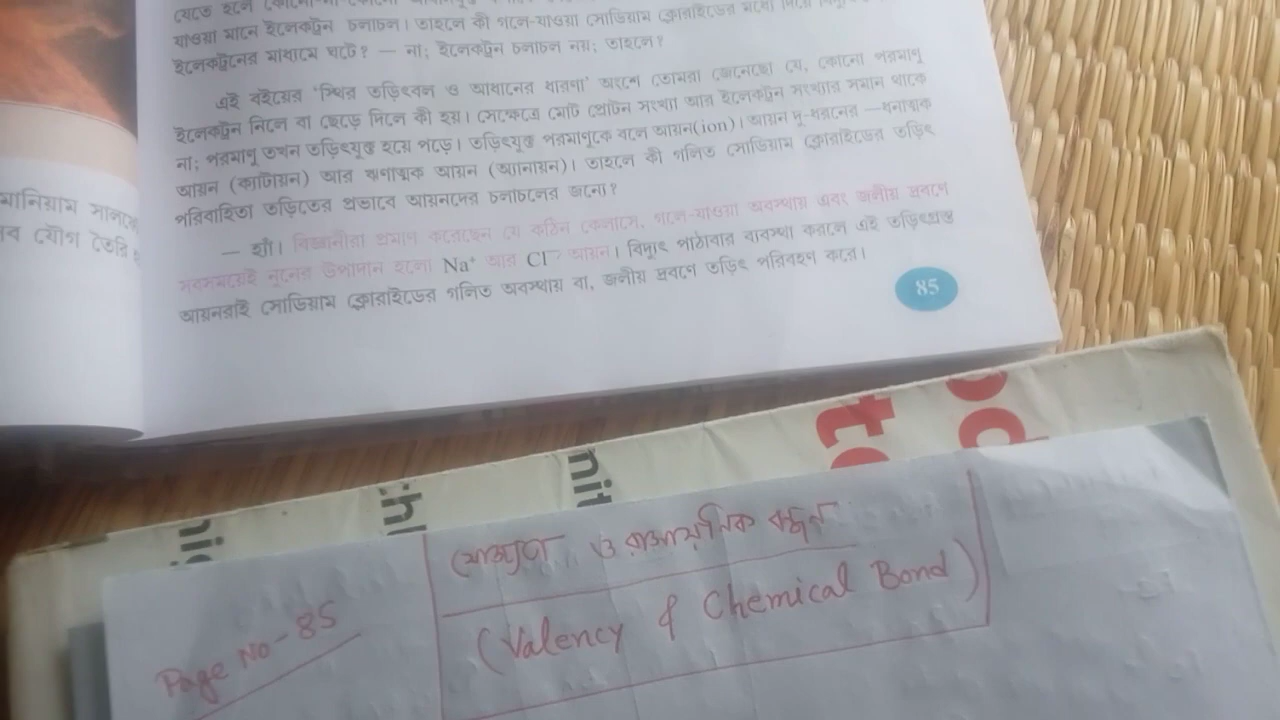 যাওয়া মানে ইলেকট্রন চলাচল। তাহলে কী গলে-যাওয়া সোডিয়াম ক্লোরাইডের মধ্যে দিয়ে
ইলেকট্রনের মাধ্যমে ঘটে? — না; ইলেকট্রন চলাচল নয়; তাহলে?
এই বইয়ের ‘স্থির তড়িৎবল ও আধানের ধারণা’ অংশে তোমরা জেনেছো যে, কোনো পরমাণু
ইলেকট্রন নিলে বা ছেড়ে দিলে কী হয়। সেক্ষেত্রে মোট প্রোটন সংখ্যা আর ইলেকট্রন সংখ্যার সমান থাকে
না; পরমাণু তখন তড়িৎযুক্ত হয়ে পড়ে। তড়িৎযুক্ত পরমাণুকে বলে আয়ন(ion)। আয়ন দু-ধরনের —ধনাত্মক
আয়ন (ক্যাটায়ন) আর ঋণাত্মক আয়ন (অ্যানায়ন)। তাহলে কী গলিত সোডিয়াম ক্লোরাইডের তড়িৎ
পরিবাহিতা তড়িতের প্রভাবে আয়নদের চলাচলের জন্যে?
— হ্যাঁ। বিজ্ঞানীরা প্রমাণ করেছেন যে কঠিন কেলাসে, গলে-যাওয়া অবস্থায় এবং জলীয় দ্রবণে
সবসময়েই নুনের উপাদান হলো Na⁺ আর Cl⁻ আয়ন। বিদ্যুৎ পাঠাবার ব্যবস্থা করলে এই তড়িৎগ্রস্ত
আয়নরাই সোডিয়াম ক্লোরাইডের গলিত অবস্থায় বা, জলীয় দ্রবণে তড়িৎ পরিবহণ করে।
85
মানিয়াম
যৌগ তৈরি
Page No- 85
যোজ্যতা ও রাসায়নিক বন্ধন
(Valency & Chemical Bond)